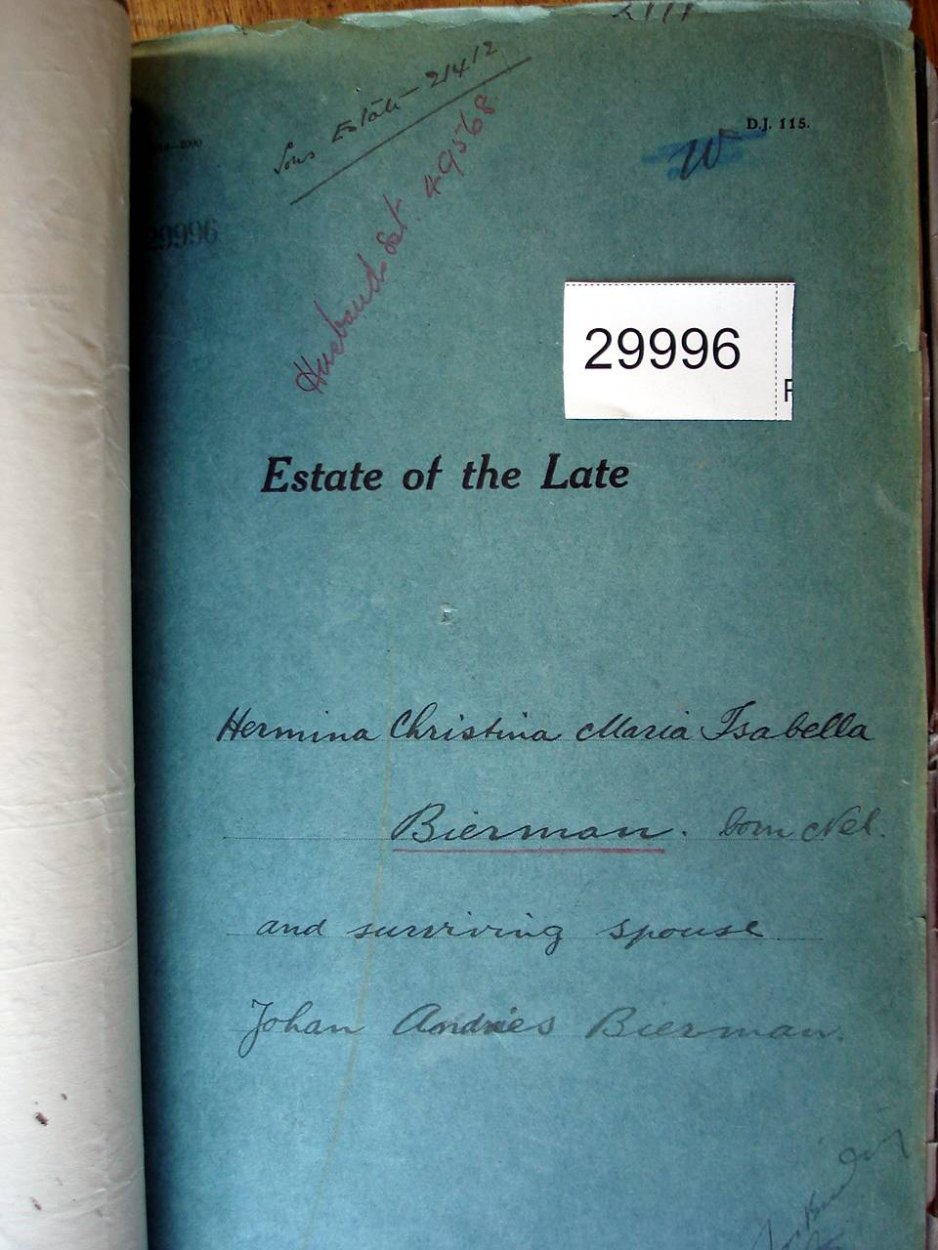 Sons Estate - 21412
D.J. 115.
W
Husband Est. 49568
29996
29996
Estate of the Late
Hermina Christina Maria Isabella
Bierman. born Nel.
and surviving spouse
Johan Andries Bierman.